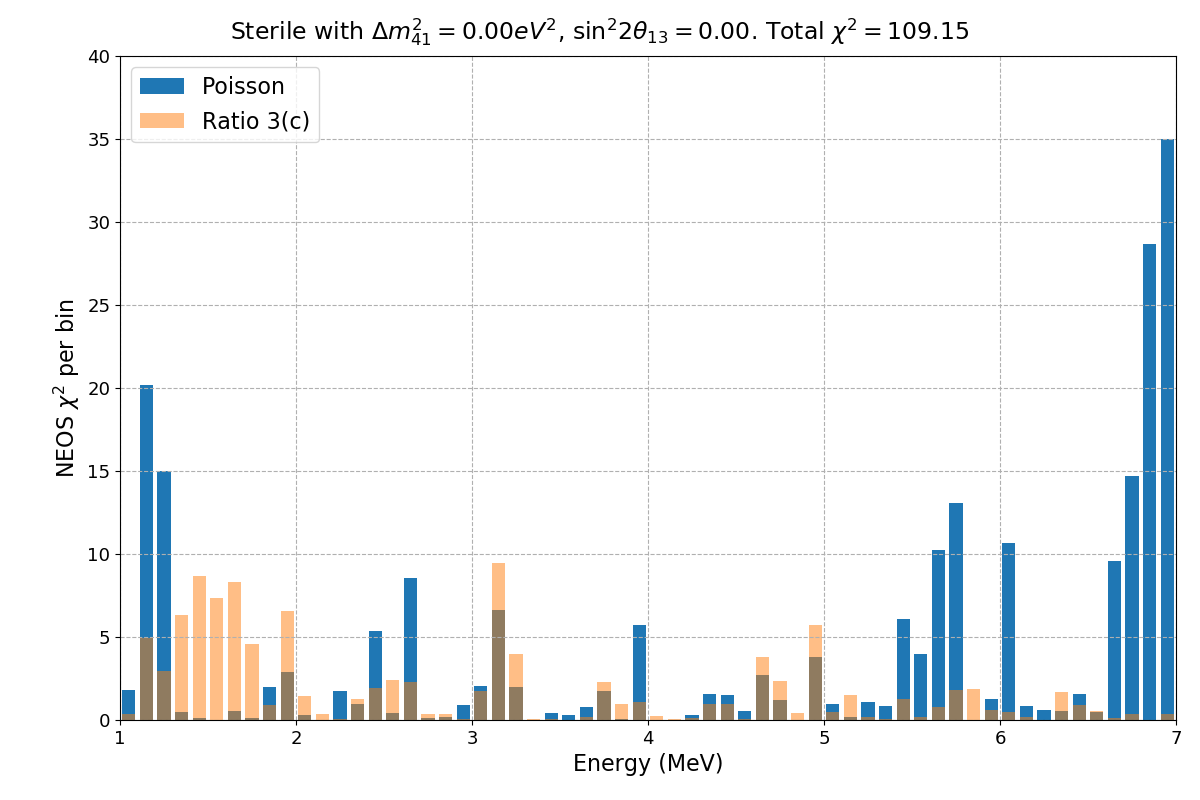 Sterile with Δm²₄₁ = 0.00eV², sin²2θ₁₃ = 0.00. Total χ² = 109.15
Poisson
Ratio 3(c)
40
35
30
25
20
15
10
5
0
NEOS χ² per bin
1 2 3 4 5 6 7
Energy (MeV)